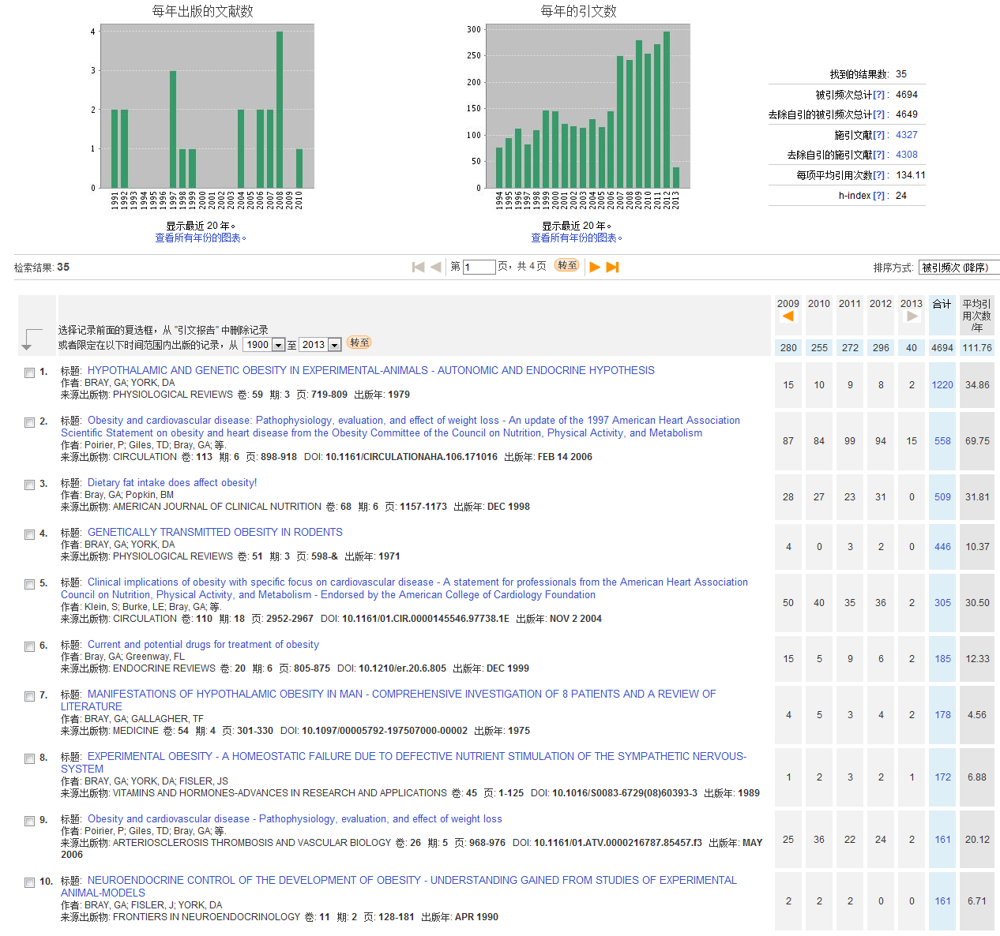 每年出版的文献数
4
3
2
1
0
1991 1992 1993 1994 1995 1996 1997 1998 1999 2000 2001 2002 2003 2004 2005 2006 2007 2008 2009 2010
显示最近 20 年。
查看所有年份的图表。
每年的引文数
300
250
200
150
100
50
0
1994 1995 1996 1997 1998 1999 2000 2001 2002 2003 2004 2005 2006 2007 2008 2009 2010 2011 2012 2013
显示最近 20 年。
查看所有年份的图表。
找到的结果数: 35
被引频次总计[?] : 4694
去除自引的被引频次总计[?] : 4649
施引文献[?] : 4327
去除自引的施引文献[?] : 4308
每项平均引用次数[?] : 134.11
h-index [?] : 24
检索结果: 35
第 1 页，共 4 页 转至
排序方式: 被引频次 (降序)
选择记录前面的复选框，从 "引文报告" 中删除记录
或者限定在以下时间范围内出版的记录，从 1900 至 2013 转至
2009 2010 2011 2012 2013 合计 平均引
用次数
/年
280 255 272 296 40 4694 111.76
1. 标题: HYPOTHALAMIC AND GENETIC OBESITY IN EXPERIMENTAL-ANIMALS - AUTONOMIC AND ENDOCRINE HYPOTHESIS
作者: BRAY, GA; YORK, DA
来源出版物: PHYSIOLOGICAL REVIEWS 卷: 59 期: 3 页: 719-809 出版年: 1979
15 10 9 8 2 1220 34.86
2. 标题: Obesity and cardiovascular disease: Pathophysiology, evaluation, and effect of weight loss - An update of the 1997 American Heart Association
Scientific Statement on obesity and heart disease from the Obesity Committee of the Council on Nutrition, Physical Activity, and Metabolism
作者: Poirier, P; Giles, TD; Bray, GA; 等.
来源出版物: CIRCULATION 卷: 113 期: 6 页: 898-918 DOI: 10.1161/CIRCULATIONAHA.106.171016 出版年: FEB 14 2006
87 84 99 94 15 558 69.75
3. 标题: Dietary fat intake does affect obesity!
作者: Bray, GA; Popkin, BM
来源出版物: AMERICAN JOURNAL OF CLINICAL NUTRITION 卷: 68 期: 6 页: 1157-1173 出版年: DEC 1998
28 27 23 31 0 509 31.81
4. 标题: GENETICALLY TRANSMITTED OBESITY IN RODENTS
作者: BRAY, GA; YORK, DA
来源出版物: PHYSIOLOGICAL REVIEWS 卷: 51 期: 3 页: 598-& 出版年: 1971
4 0 3 2 0 446 10.37
5. 标题: Clinical implications of obesity with specific focus on cardiovascular disease - A statement for professionals from the American Heart Association
Council on Nutrition, Physical Activity, and Metabolism - Endorsed by the American College of Cardiology Foundation
作者: Klein, S; Burke, LE; Bray, GA; 等.
来源出版物: CIRCULATION 卷: 110 期: 18 页: 2952-2967 DOI: 10.1161/01.CIR.0000145546.97738.1E 出版年: NOV 2 2004
50 40 35 36 2 305 30.50
6. 标题: Current and potential drugs for treatment of obesity
作者: Bray, GA; Greenway, FL
来源出版物: ENDOCRINE REVIEWS 卷: 20 期: 6 页: 805-875 DOI: 10.1210/er.20.6.805 出版年: DEC 1999
15 5 9 6 2 185 12.33
7. 标题: MANIFESTATIONS OF HYPOTHALAMIC OBESITY IN MAN - COMPREHENSIVE INVESTIGATION OF 8 PATIENTS AND A REVIEW OF
LITERATURE
作者: BRAY, GA; GALLAGHER, TF
来源出版物: MEDICINE 卷: 54 期: 4 页: 301-330 DOI: 10.1097/00005792-197507000-00002 出版年: 1975
4 5 3 4 2 178 4.56
8. 标题: EXPERIMENTAL OBESITY - A HOMEOSTATIC FAILURE DUE TO DEFECTIVE NUTRIENT STIMULATION OF THE SYMPATHETIC NERVOUS-
SYSTEM
作者: BRAY, GA; YORK, DA; FISLER, JS
来源出版物: VITAMINS AND HORMONES-ADVANCES IN RESEARCH AND APPLICATIONS 卷: 45 页: 1-125 DOI: 10.1016/S0083-6729(08)60393-3 出版年: 1989
1 2 3 2 1 172 6.88
9. 标题: Obesity and cardiovascular disease - Pathophysiology, evaluation, and effect of weight loss
作者: Poirier, P; Giles, TD; Bray, GA; 等.
来源出版物: ARTERIOSCLEROSIS THROMBOSIS AND VASCULAR BIOLOGY 卷: 26 期: 5 页: 968-976 DOI: 10.1161/01.ATV.0000216787.85457.f3 出版年: MAY
2006
25 36 22 24 2 161 20.12
10. 标题: NEUROENDOCRINE CONTROL OF THE DEVELOPMENT OF OBESITY - UNDERSTANDING GAINED FROM STUDIES OF EXPERIMENTAL
ANIMAL-MODELS
作者: BRAY, GA; FISLER, J; YORK, DA
来源出版物: FRONTIERS IN NEUROENDOCRINOLOGY 卷: 11 期: 2 页: 128-181 出版年: APR 1990
2 2 2 0 0 161 6.71